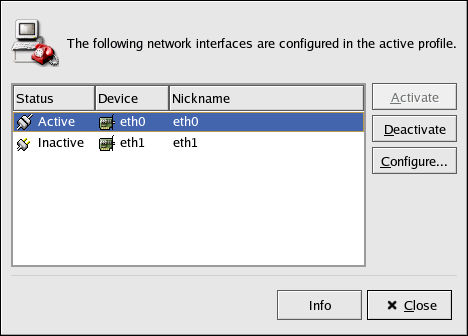 The following network interfaces are configured in the active profile.
Status Device Nickname
Active eth0 eth0
Inactive eth1 eth1
Activate
Deactivate
Configure...
Info
Close